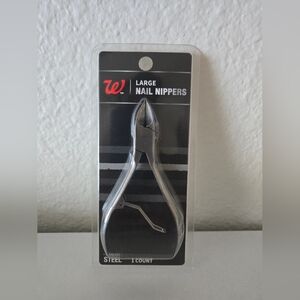 W
LARGE
NAIL NIPPERS
STEEL
1 COUNT